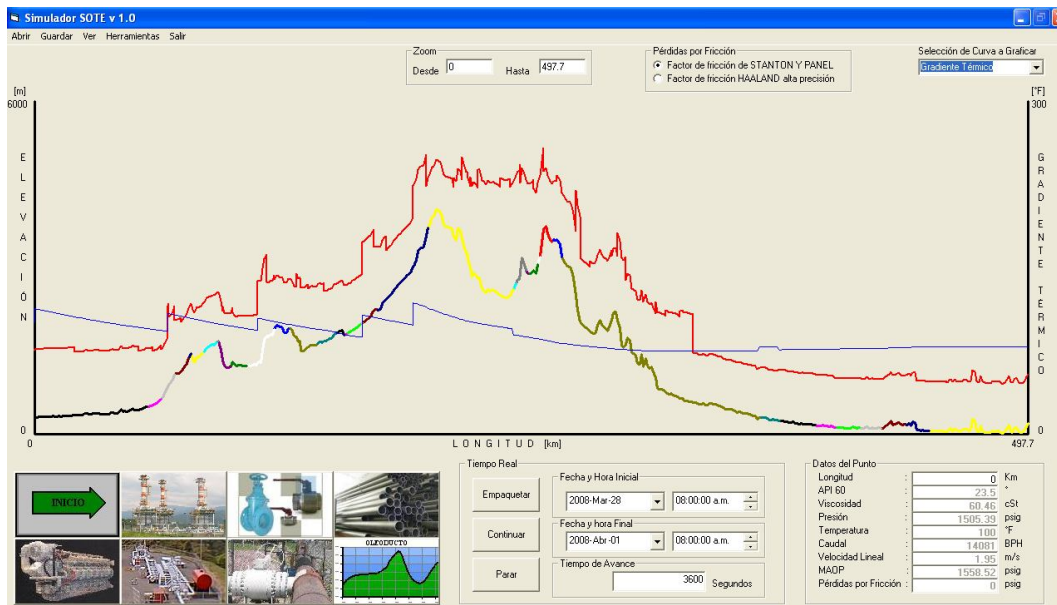 Simulador SOTE v 1.0
Abrir Guardar Ver Herramientas Salir
Zoom
Desde 0 Hasta 497.7
Pérdidas por Fricción
Factor de fricción de STANTON Y PANEL
Factor de fricción HAALAND alta precisión
Selección de Curva a Graficar
Gradiente Térmico
[m]
6000
[°F]
300
ELEVACIÓN
GRADIENTE TÉRMICO
0
0
0
LONGITUD [km]
497.7
INICIO
OLEODUCTO
Tiempo Real
Empaquetar
Continuar
Parar
Fecha y Hora Inicial
2008-Mar-28 08:00:00 a.m.
Fecha y hora Final
2008-Abr-01 08:00:00 a.m.
Tiempo de Avance
3600 Segundos
Datos del Punto
Longitud : 0 Km
API 60 : 23.5 °
Viscosidad : 60.46 cSt
Presión : 1505.39 psig
Temperatura : 100 °F
Caudal : 14081 BPH
Velocidad Lineal : 1.95 m/s
MAOP : 1558.52 psig
Pérdidas por Fricción : 0 psig